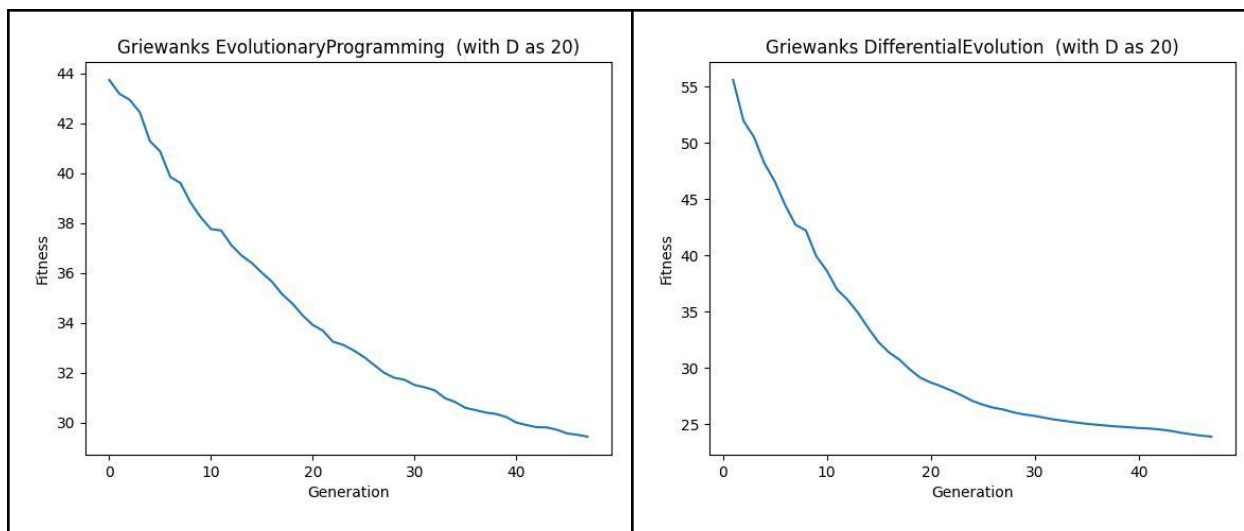 Griewanks EvolutionaryProgramming  (with D as 20)
44
42
40
38
36
34
32
30
Fitness
0 10 20 30 40
Generation
Griewanks DifferentialEvolution  (with D as 20)
55
50
45
40
35
30
25
Fitness
0 10 20 30 40
Generation